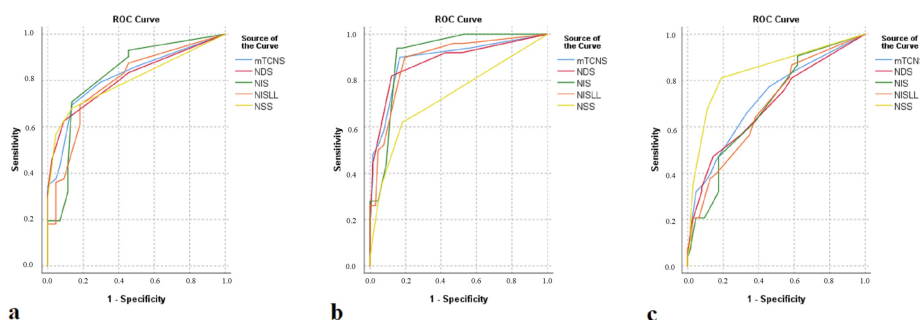 ROC Curve
Source of
the Curve
mTCNS
NDS
NIS
NISLL
NSS
Sensitivity
1.0
0.8
0.6
0.4
0.2
0.0
0.0 0.2 0.4 0.6 0.8 1.0
1 - Specificity
a
ROC Curve
Source of
the Curve
mTCNS
NDS
NIS
NISLL
NSS
Sensitivity
1.0
0.8
0.6
0.4
0.2
0.0
0.0 0.2 0.4 0.6 0.8 1.0
1 - Specificity
b
ROC Curve
Source of
the Curve
mTCNS
NDS
NIS
NISLL
NSS
Sensitivity
1.0
0.8
0.6
0.4
0.2
0.0
0.0 0.2 0.4 0.6 0.8 1.0
1 - Specificity
c